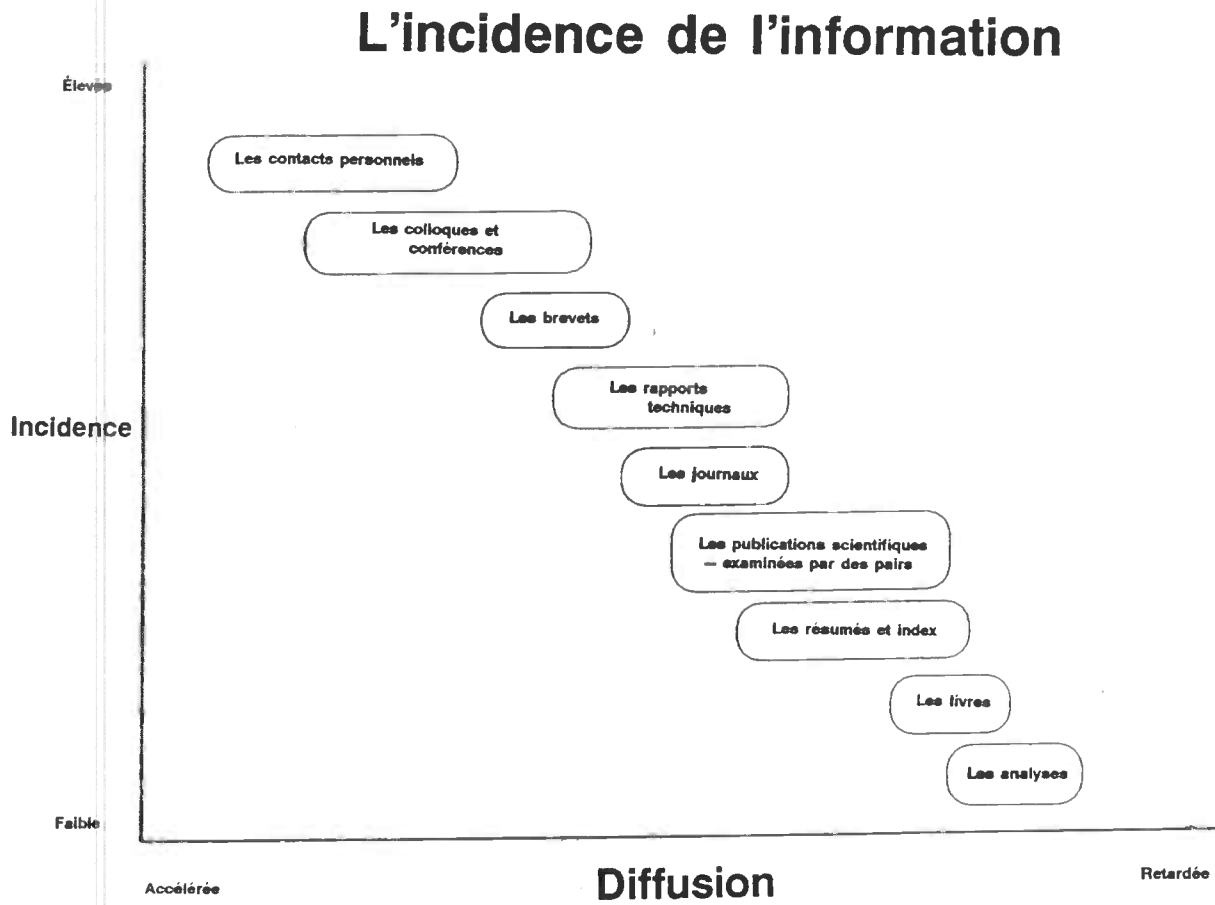 L'incidence de l'information
Élevée
Les contacts personnels
Les colloques et
conférences
Les brevets
Les rapports
techniques
Incidence
Les journaux
Les publications scientifiques
— examinées par des pairs
Les résumés et index
Les livres
Les analyses
Faible
Accélérée
Diffusion
Retardée